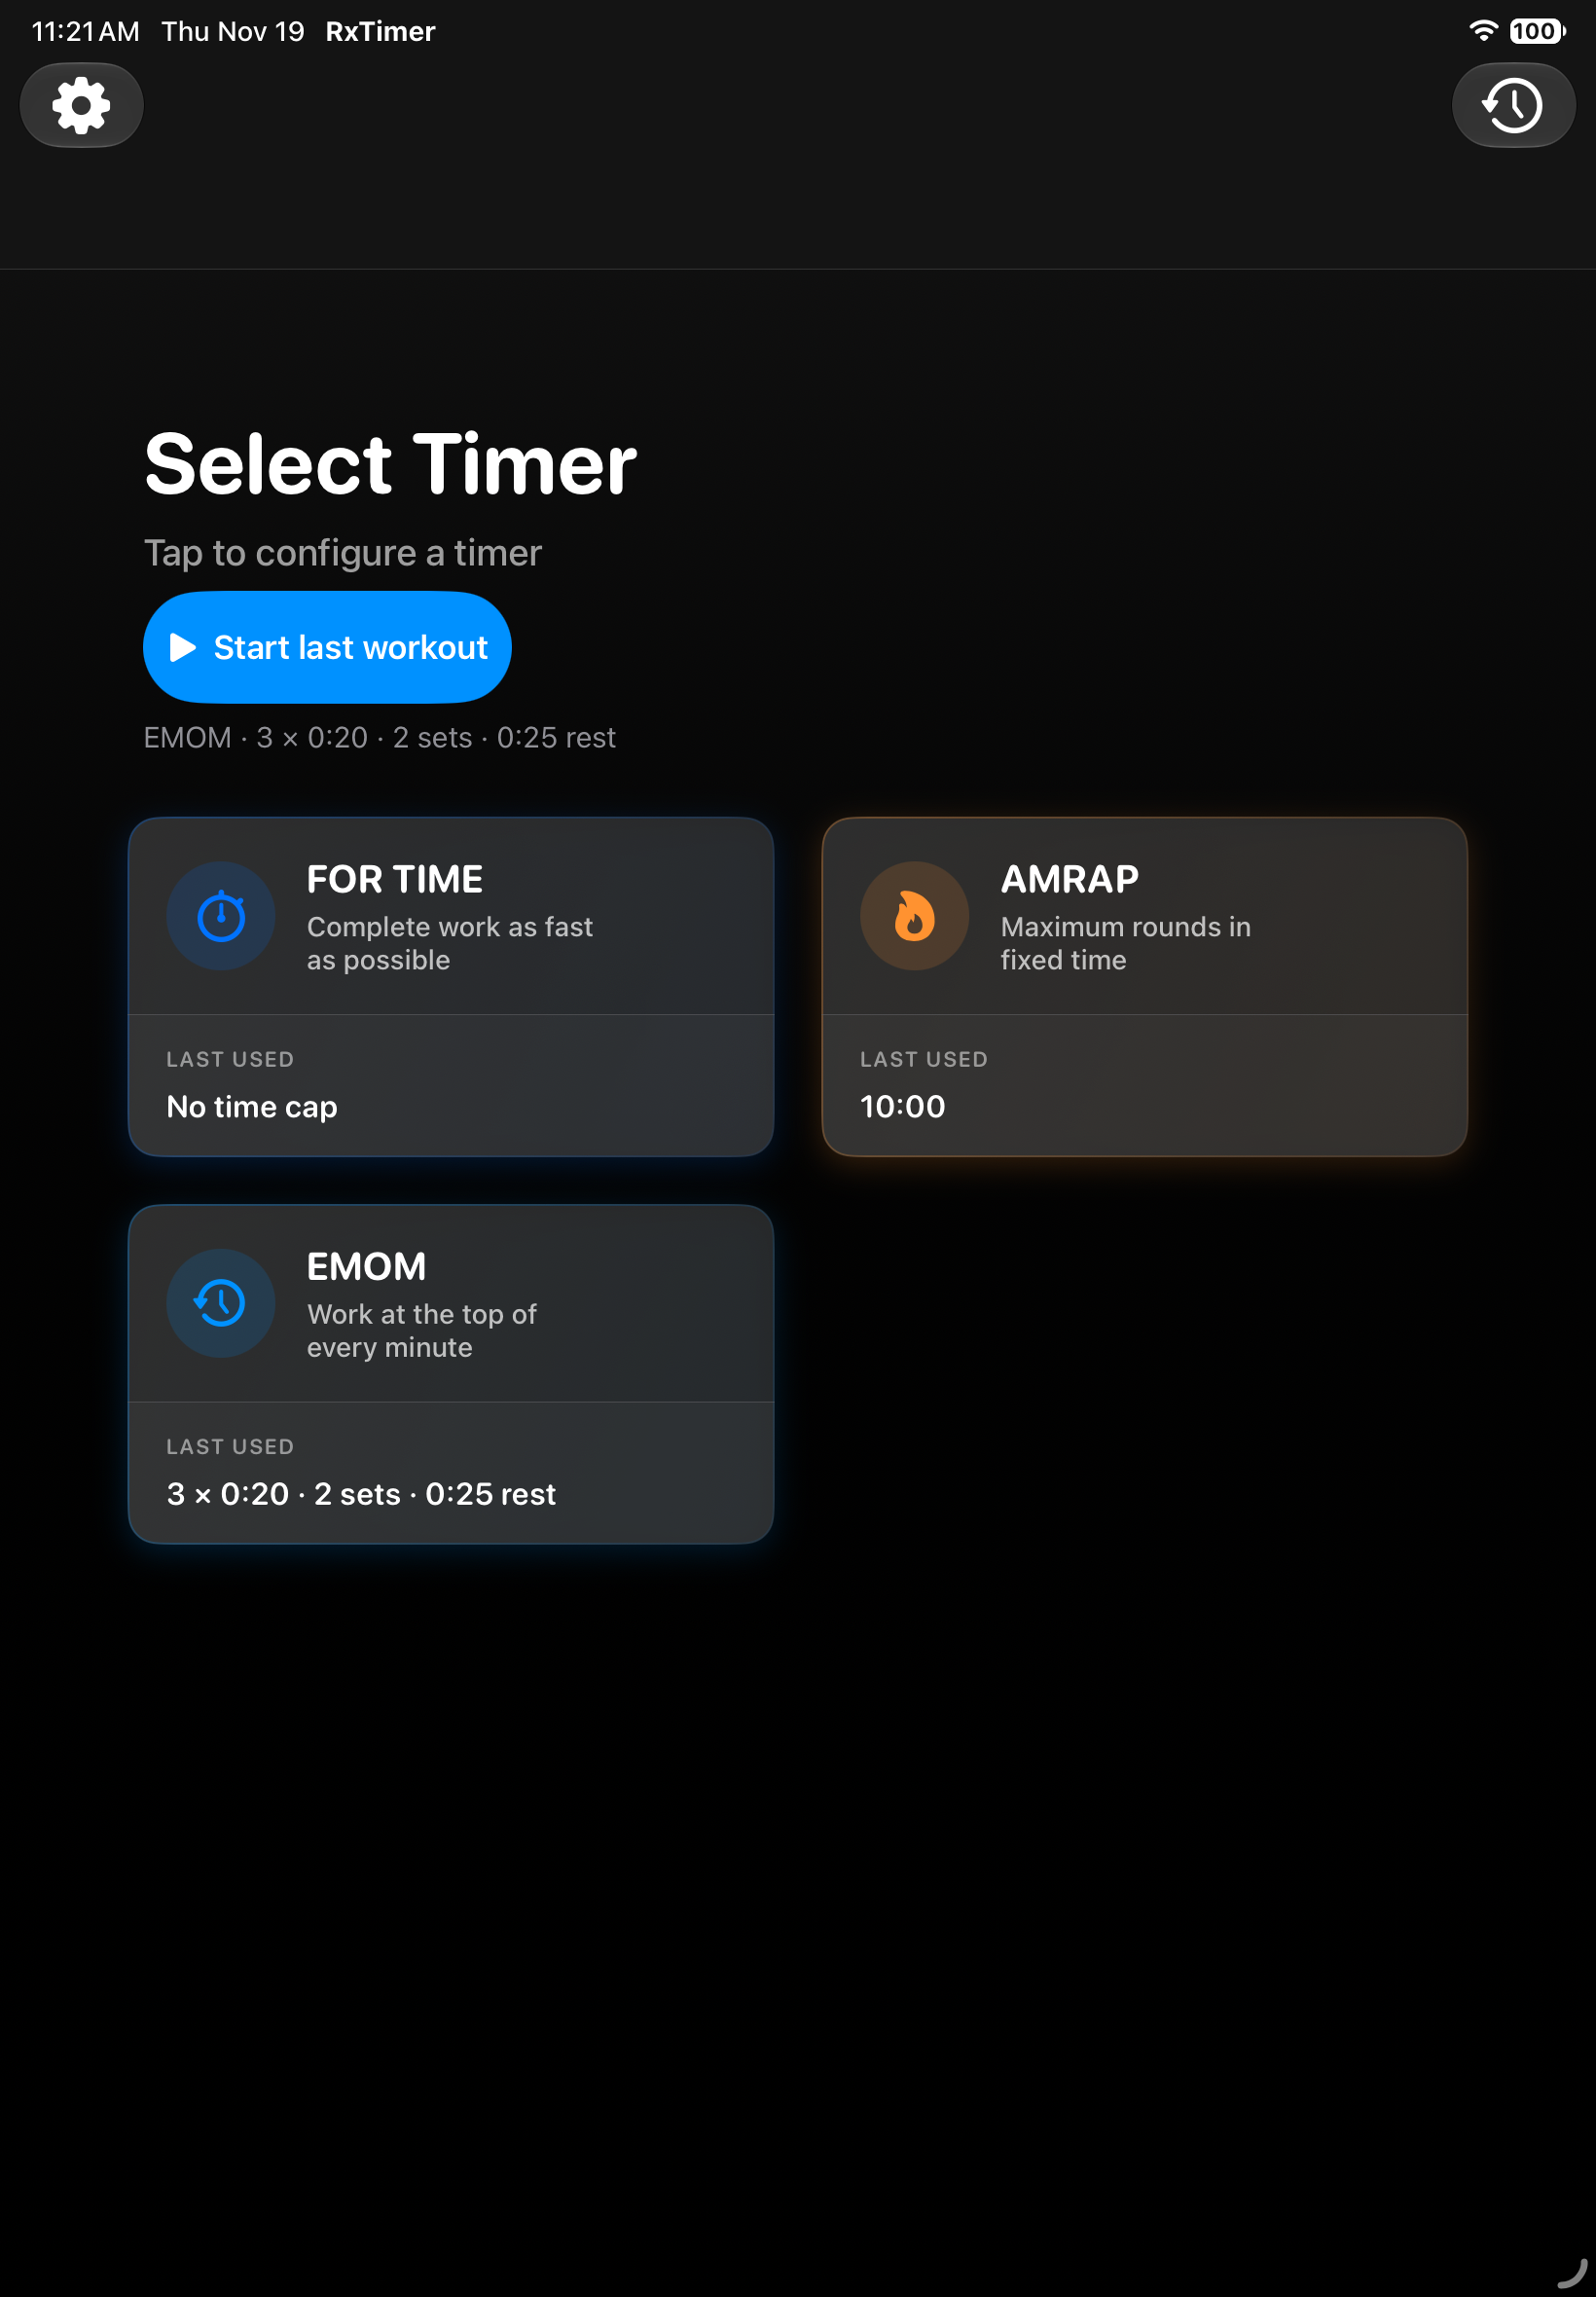 11:21 AM Thu Nov 19 RxTimer
100
Select Timer
Tap to configure a timer
Start last workout
EMOM · 3 × 0:20 · 2 sets · 0:25 rest
FOR TIME
Complete work as fast
as possible
LAST USED
No time cap
AMRAP
Maximum rounds in
fixed time
LAST USED
10:00
EMOM
Work at the top of
every minute
LAST USED
3 × 0:20 · 2 sets · 0:25 rest